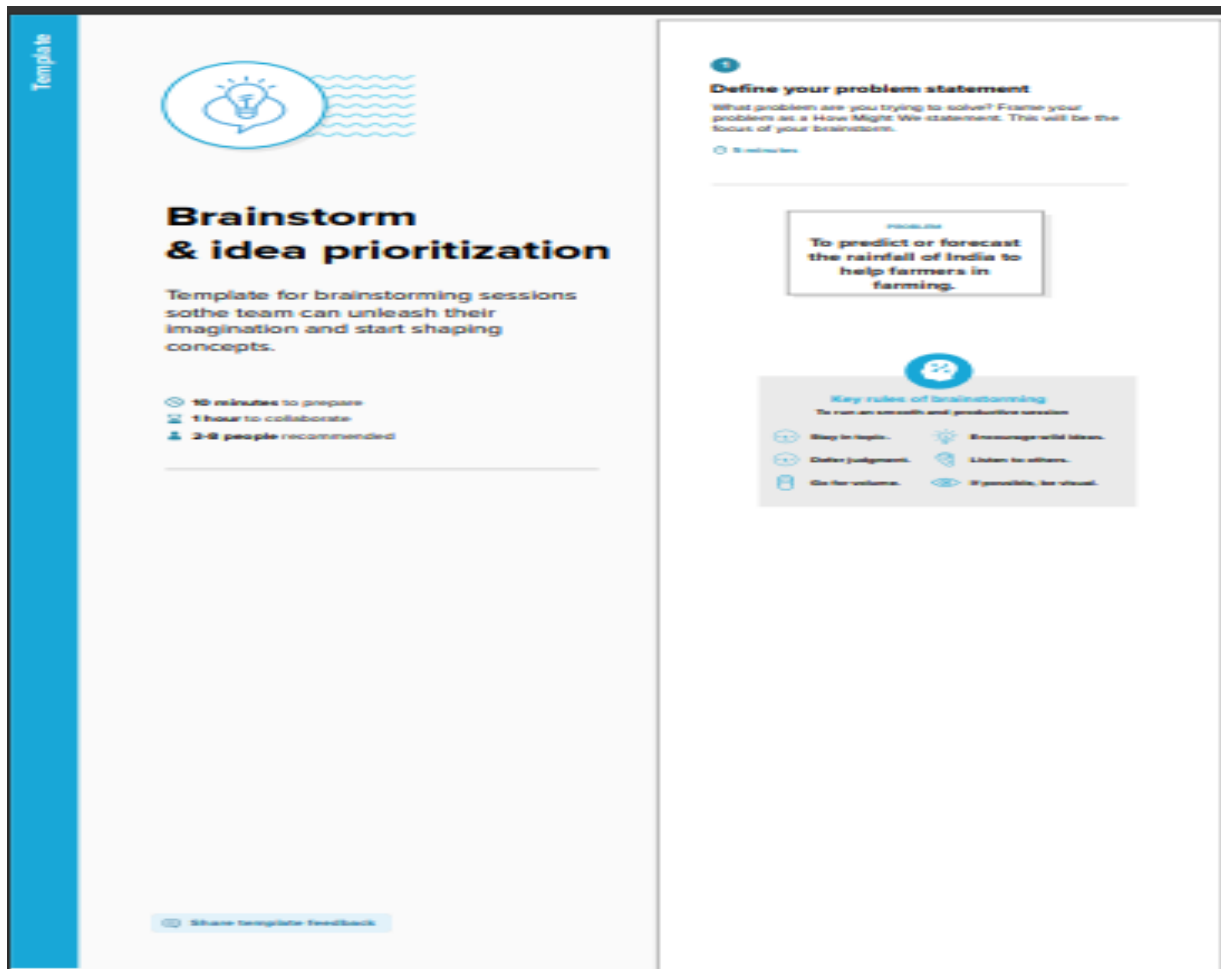 Template
Brainstorm
& idea prioritization
Template for brainstorming sessions
sothe team can unleash their
imagination and start shaping
concepts.
10 minutes to prepare
1 hour to collaborate
2-8 people recommended
Share template feedback
1
Define your problem statement
What problem are you trying to solve? Frame your
problem as a How Might We statement. This will be the
focus of your brainstorm.
5 minutes
PROBLEM
To predict or forecast
the rainfall of India to
help farmers in
farming.
Key rules of brainstorming
To run an smooth and productive session
Stay in topic.
Encourage wild ideas.
Defer judgment.
Listen to others.
Go for volume.
If possible, be visual.